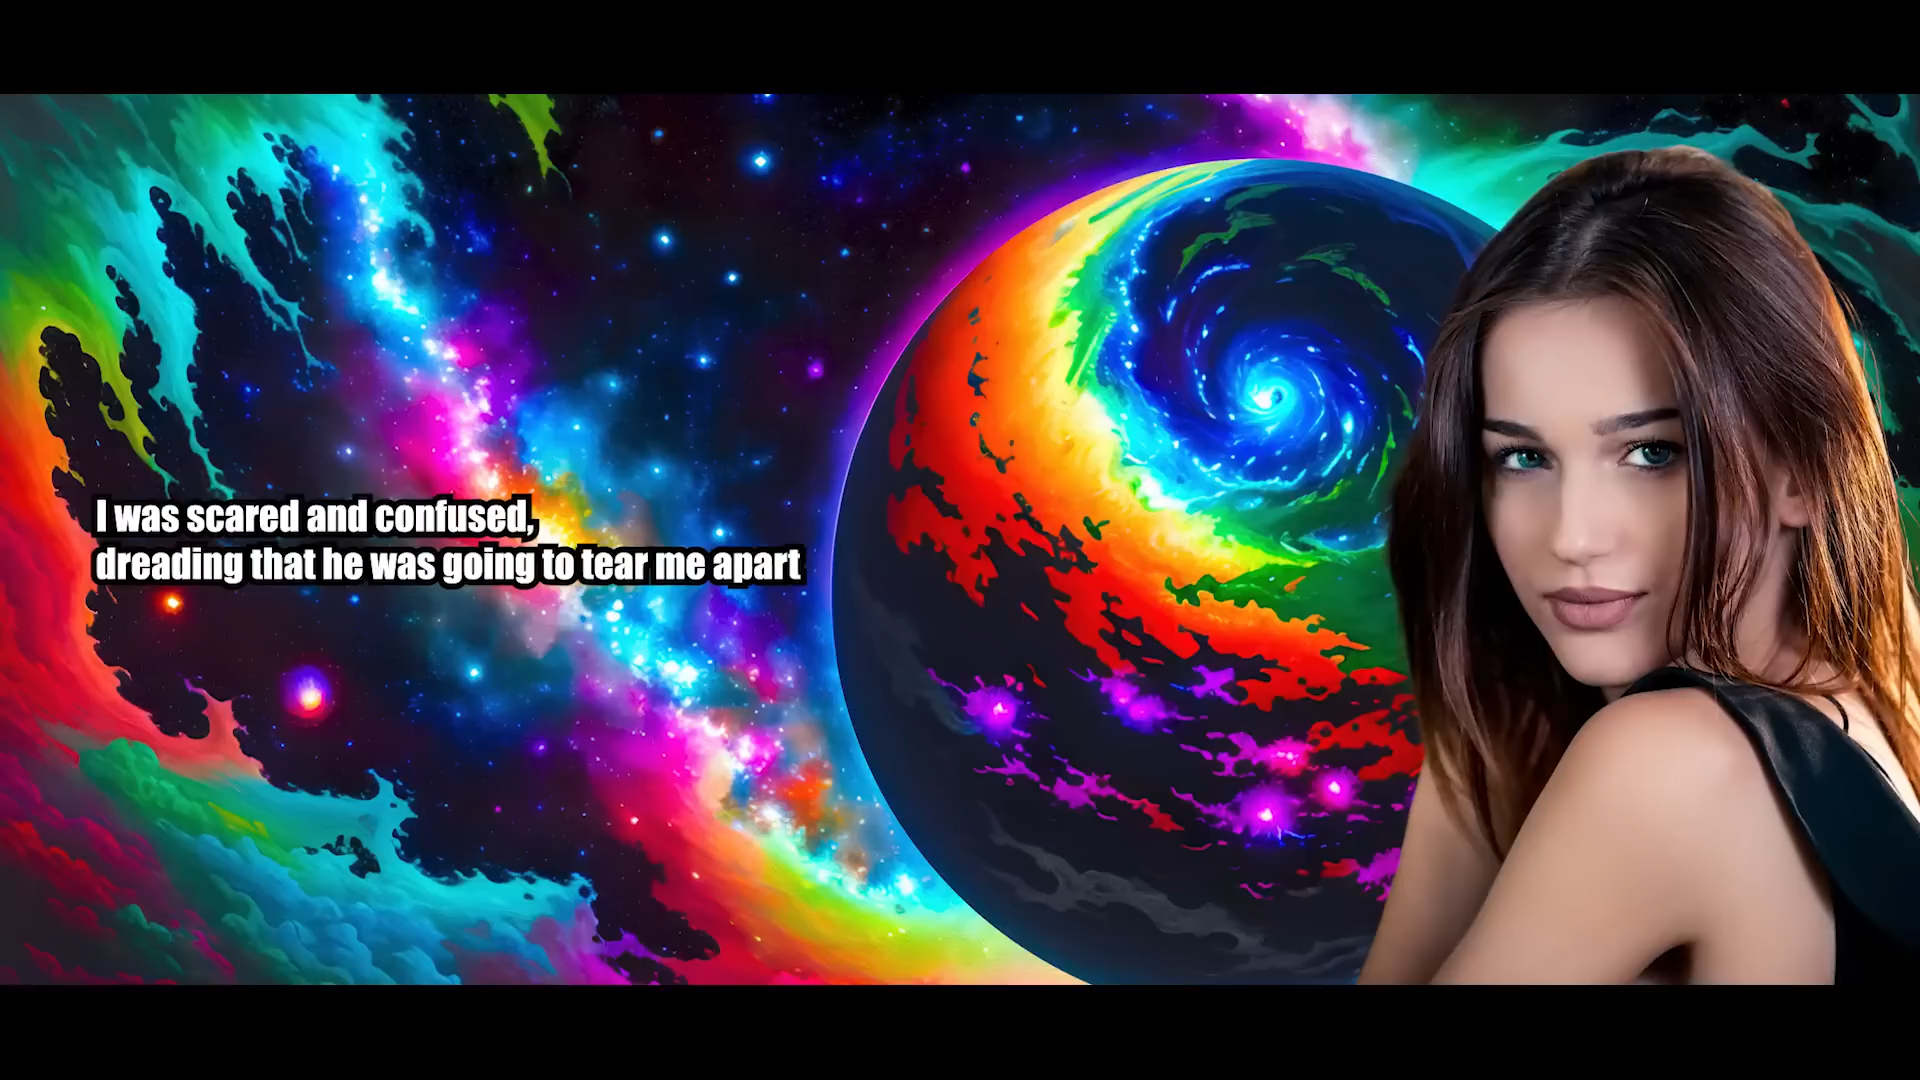 I was scared and confused,
dreading that he was going to tear me apart